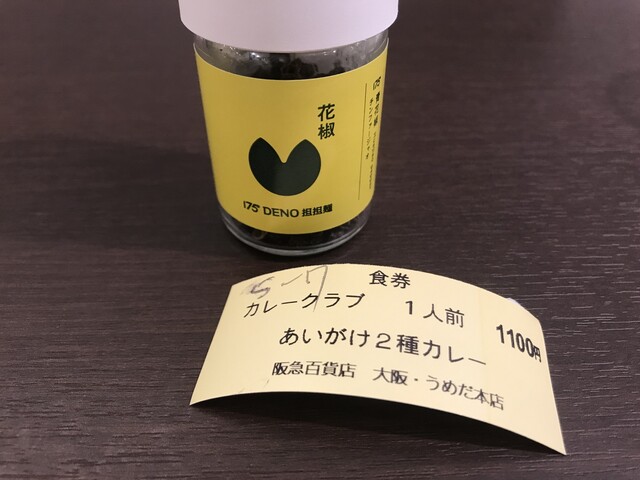 花椒
175° DENO 担担麺
食券
カレークラブ 1人前 1100円
あいがけ2種カレー
阪急百貨店 大阪・うめだ本店